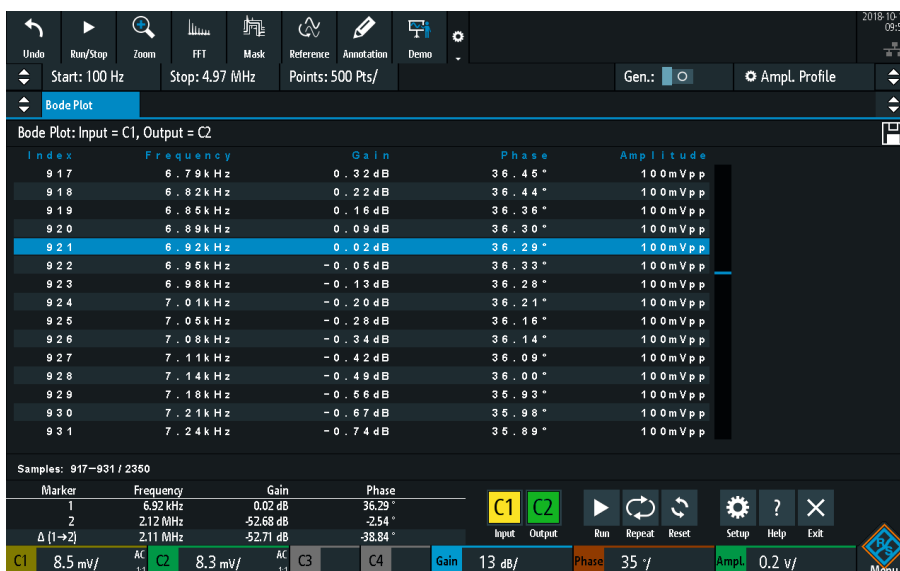 2018-10-
09:5
Undo Run/Stop Zoom FFT Mask Reference Annotation Demo
Start: 100 Hz Stop: 4.97 MHz Points: 500 Pts/ Gen.: Ampl. Profile
Bode Plot
Bode Plot: Input = C1, Output = C2
Index Frequency Gain Phase Amplitude
917 6.79kHz 0.32dB 36.45° 100mVpp
918 6.82kHz 0.22dB 36.44° 100mVpp
919 6.85kHz 0.16dB 36.36° 100mVpp
920 6.89kHz 0.09dB 36.30° 100mVpp
921 6.92kHz 0.02dB 36.29° 100mVpp
922 6.95kHz -0.05dB 36.33° 100mVpp
923 6.98kHz -0.13dB 36.28° 100mVpp
924 7.01kHz -0.20dB 36.21° 100mVpp
925 7.05kHz -0.28dB 36.16° 100mVpp
926 7.08kHz -0.34dB 36.14° 100mVpp
927 7.11kHz -0.42dB 36.09° 100mVpp
928 7.14kHz -0.49dB 36.00° 100mVpp
929 7.18kHz -0.56dB 35.93° 100mVpp
930 7.21kHz -0.67dB 35.98° 100mVpp
931 7.24kHz -0.74dB 35.89° 100mVpp
Samples: 917-931 / 2350
Marker Frequency Gain Phase
1 6.92 kHz 0.02 dB 36.29 °
2 2.12 MHz -52.68 dB -2.54 °
Δ (1→2) 2.11 MHz -52.71 dB -38.84 °
C1 C2 ?
Input Output Run Repeat Reset Setup Help Exit
C1 8.5 mV/ AC 1:1 C2 8.3 mV/ AC 1:1 C3 C4 Gain 13 dB/ Phase 35 °/ Ampl. 0.2 V/ R&S Menu